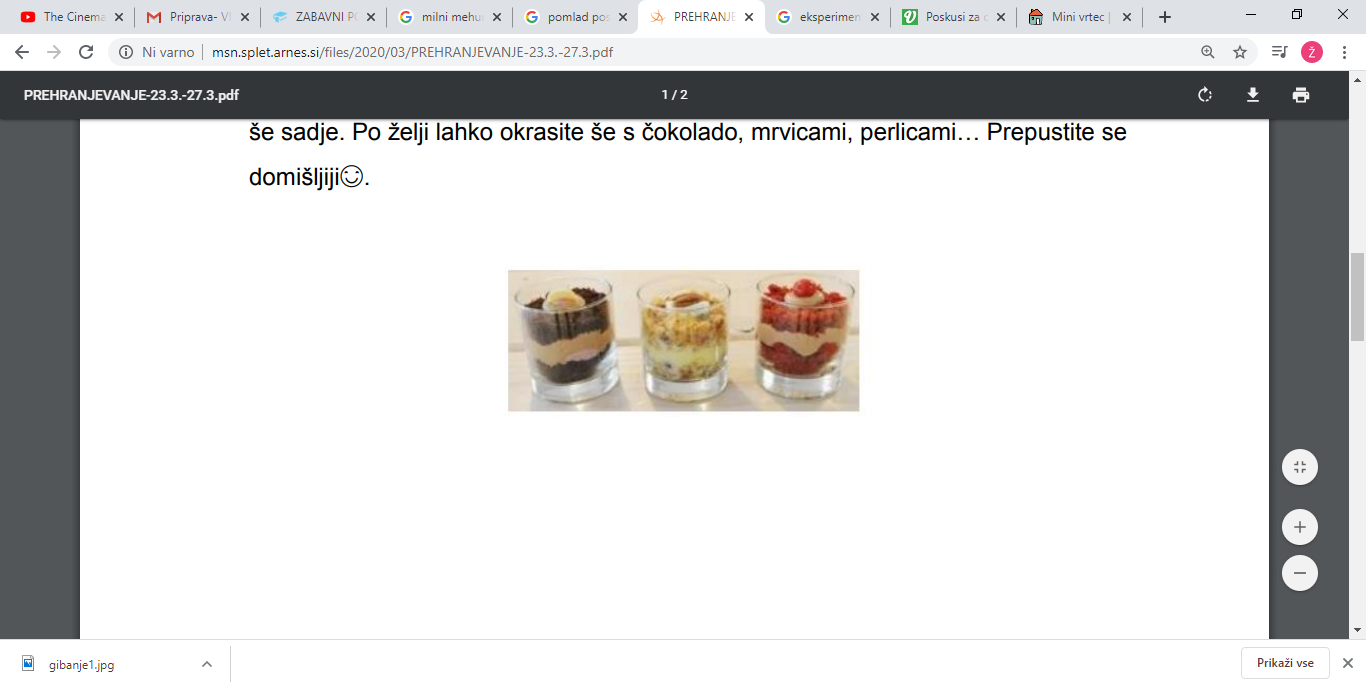 The Cinema
Priprava- V
ZABAVNI P
milni mehu
pomlad pos
PREHRANJE
eksperimen
Poskusi za
Mini vrtec |
Ni varno
msn.splet.arnes.si/files/2020/03/PREHRANJEVANJE-23.3.-27.3.pdf
Ž
PREHRANJEVANJE-23.3.-27.3.pdf
1 / 2
še sadje. Po želji lahko okrasite še s čokolado, mrvicami, perlicami… Prepustite se
domišljiji☺.
gibanje1.jpg
Prikaži vse